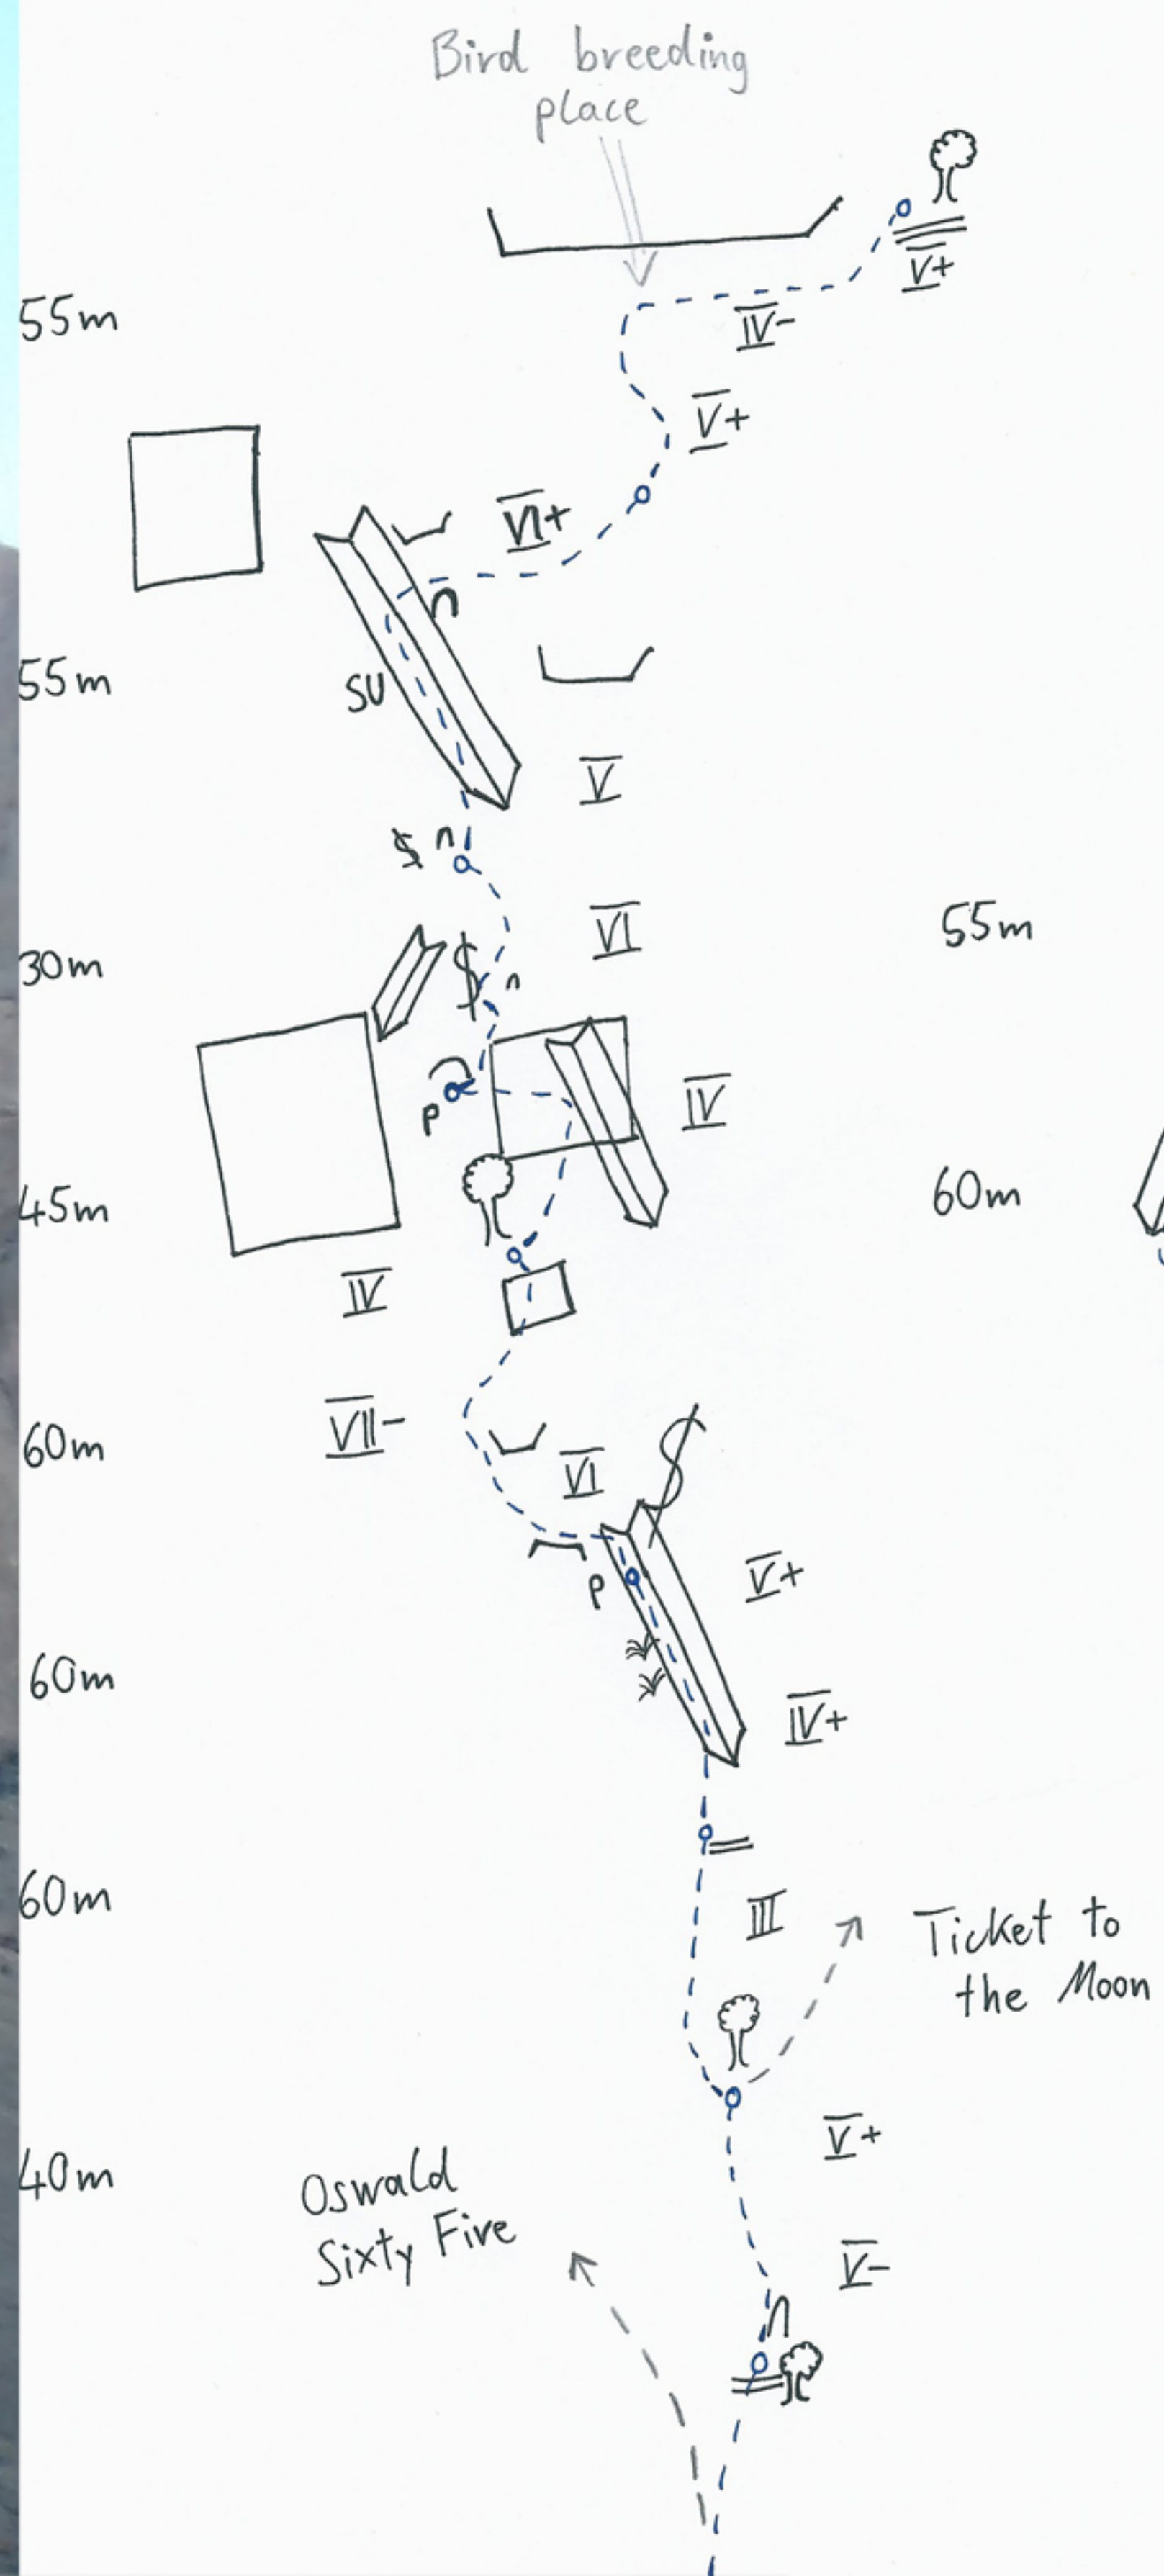 Bird breeding
place
V+
55m
IV-
V+
VI+
55m
SU
V
VI
55m
30m
IV
P
45m
60m
IV
VII-
60m
VI
V+
P
60m
IV+
60m
III
Ticket to
the Moon
V+
40m
Oswald
Sixty Five
V-